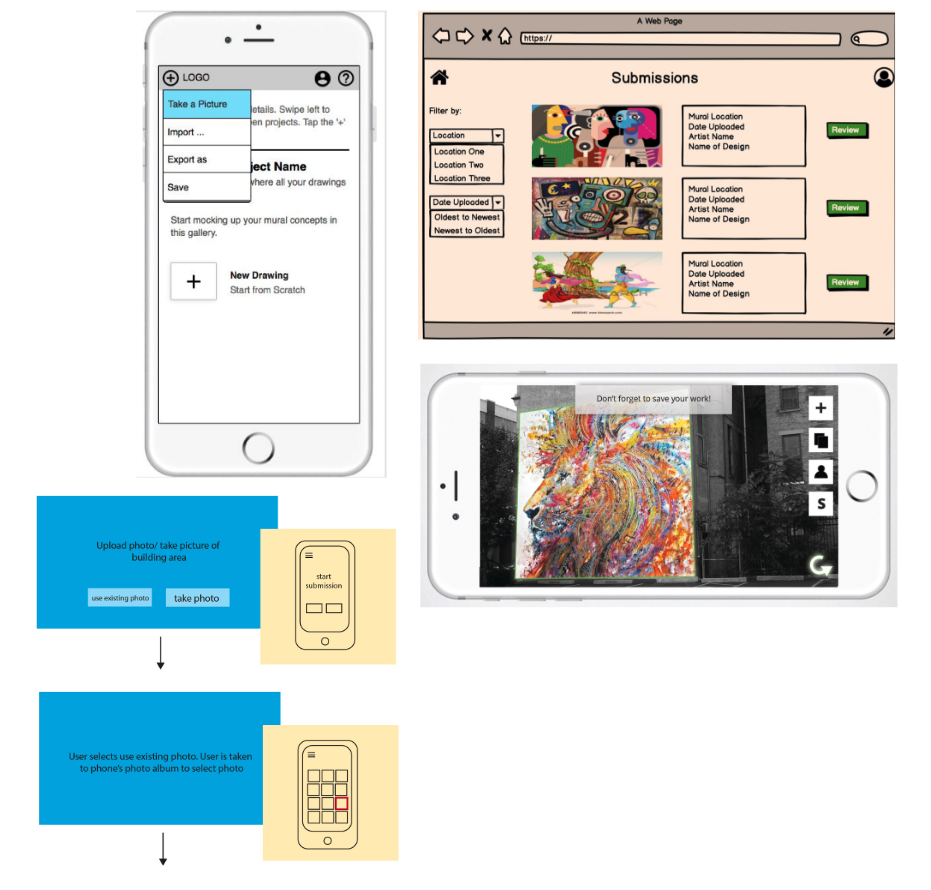 LOGO
Take a Picture
Import ...
Export as
Save
etails. Swipe left to
en projects. Tap the '+'
ject Name
where all your drawings
Start mocking up your mural concepts in
this gallery.
+
New Drawing
Start from Scratch
A Web Page
https://
Submissions
Filter by:
Location
Location One
Location Two
Location Three
Date Uploaded
Oldest to Newest
Newest to Oldest
Mural Location
Date Uploaded
Artist Name
Name of Design
Review
Mural Location
Date Uploaded
Artist Name
Name of Design
Review
Mural Location
Date Uploaded
Artist Name
Name of Design
Review
Don't forget to save your work!
+
S
Upload photo/ take picture of
building area
use existing photo
take photo
start
submission
User selects use existing photo. User is taken
to phone's photo album to select photo